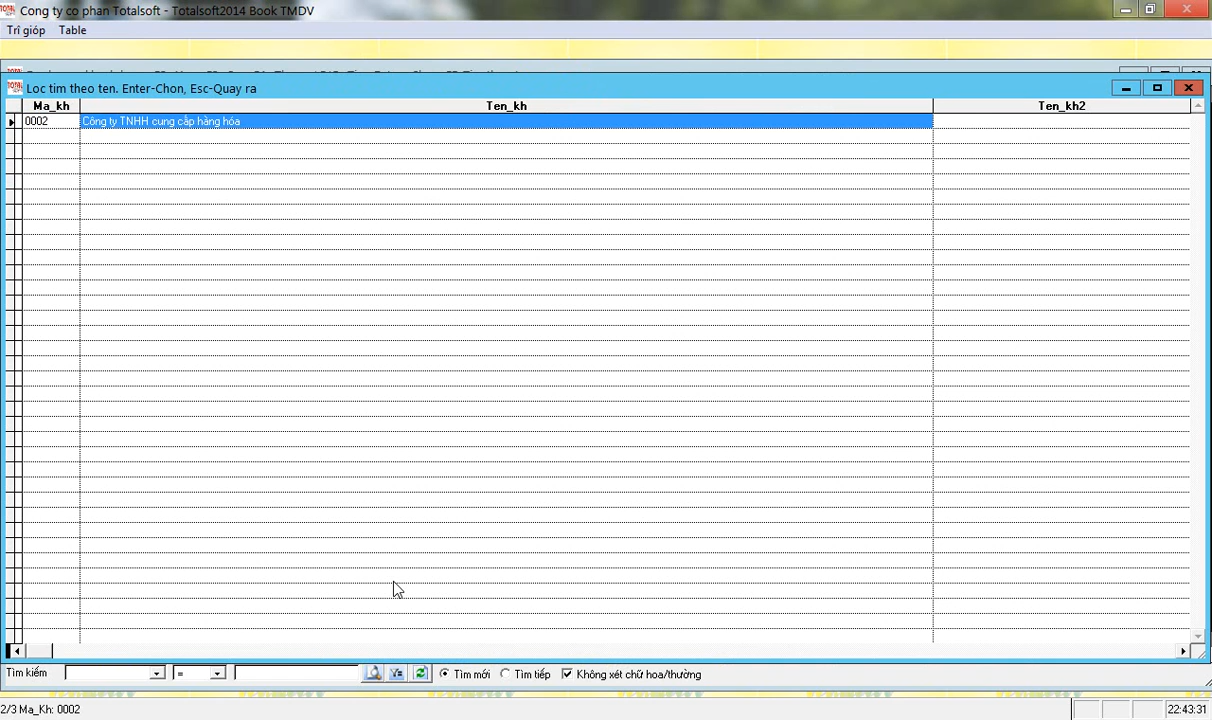 Cong ty co phan Totalsoft - Totalsoft2014 Book TMDV
Trî gióp Table
Loc tim theo ten. Enter-Chon, Esc-Quay ra
Ma_kh Ten_kh Ten_kh2
0002 Công ty TNHH cung cấp hàng hóa
Tìm kiếm = Tìm mới Tìm tiếp Không xét chữ hoa/thường
2/3 Ma_Kh: 0002 22:43:31